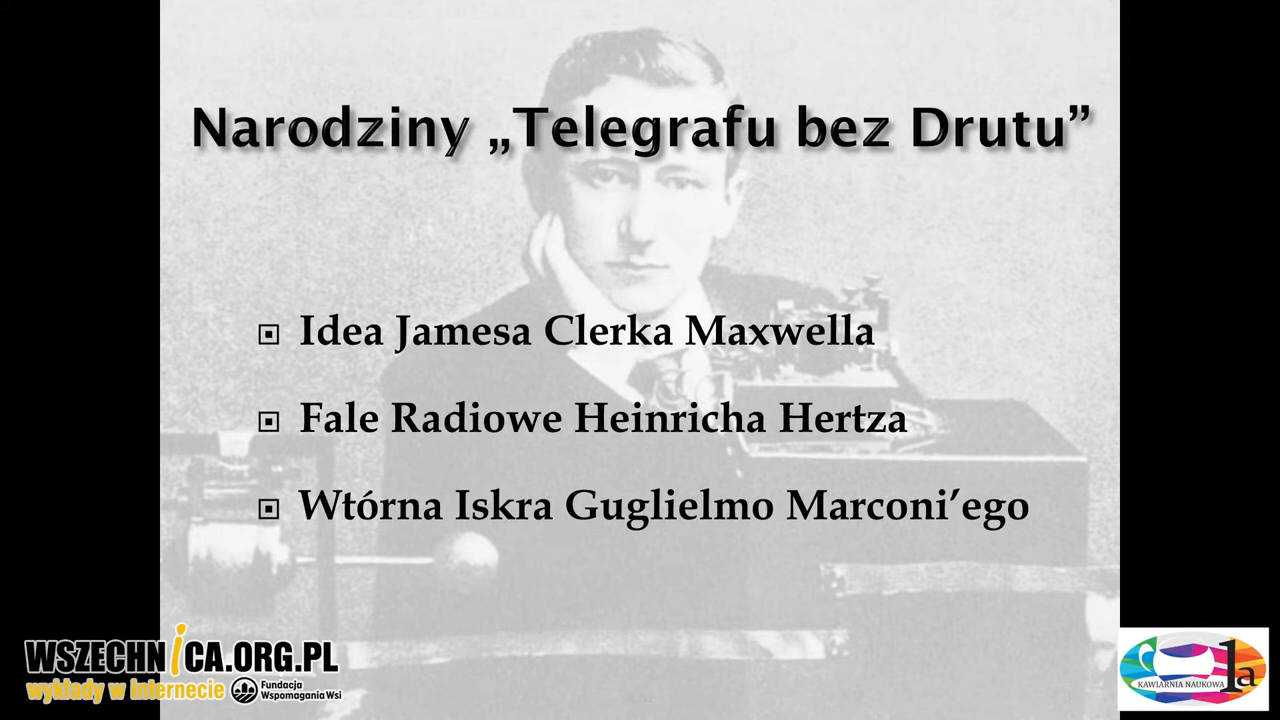 Narodziny „Telegrafu bez Drutu”
Idea Jamesa Clerka Maxwella
Fale Radiowe Heinricha Hertza
Wtórna Iskra Guglielmo Marconi’ego
WSZECHNiCA.ORG.PL
wykłady w internecie
Fundacja
Wspomagania Wsi
KAWIARNIA NAUKOWA 1a